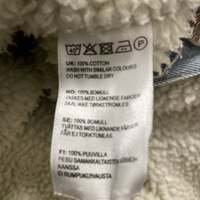 40°
P
UK: 100% COTTON
WASH WITH SIMILAR COLOURS
DO NOT TUMBLE DRY
NO: 100% BOMULL
VASKES MED LIGNENDE FARGER
SKAL IKKE TØRKETROMLES
SE: 100% BOMULL
TVÄTTAS MED LIKNANDE FÄRGER
EJ TORKTUMLAS
FI: 100% PUUVILLA
PESU SAMANKALTAISTEN VÄRIEN
KANSSA
EI RUMPUKUIVAUSTA